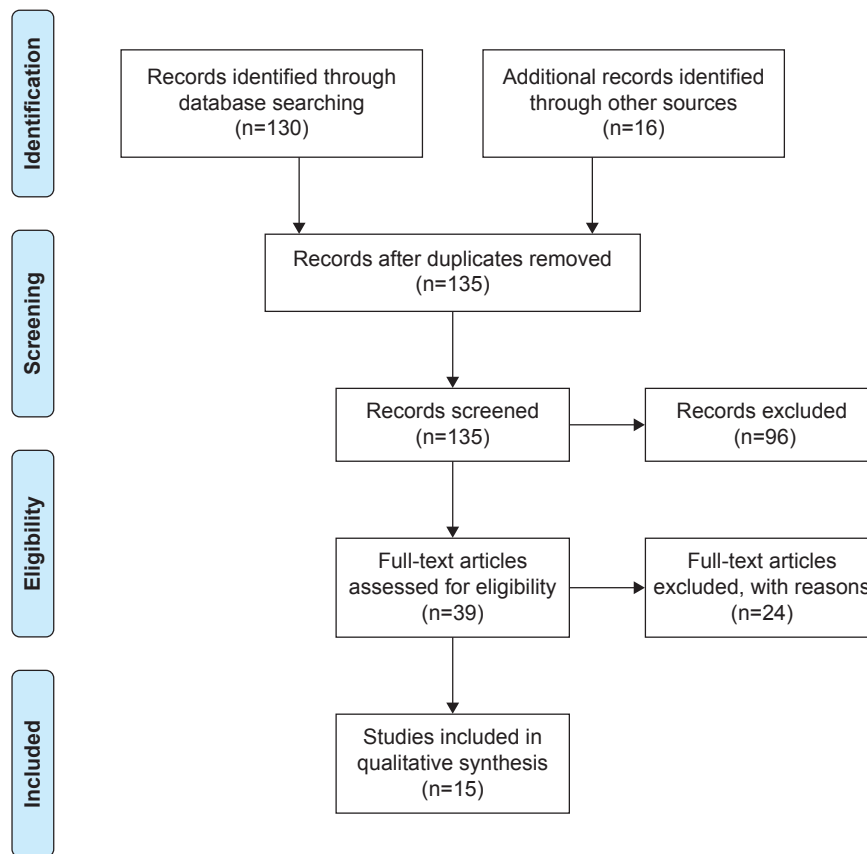 Identification
Records identified through
database searching
(n=130)
Additional records identified
through other sources
(n=16)
Screening
Records after duplicates removed
(n=135)
Records screened
(n=135)
Records excluded
(n=96)
Eligibility
Full-text articles
assessed for eligibility
(n=39)
Full-text articles
excluded, with reasons
(n=24)
Included
Studies included in
qualitative synthesis
(n=15)